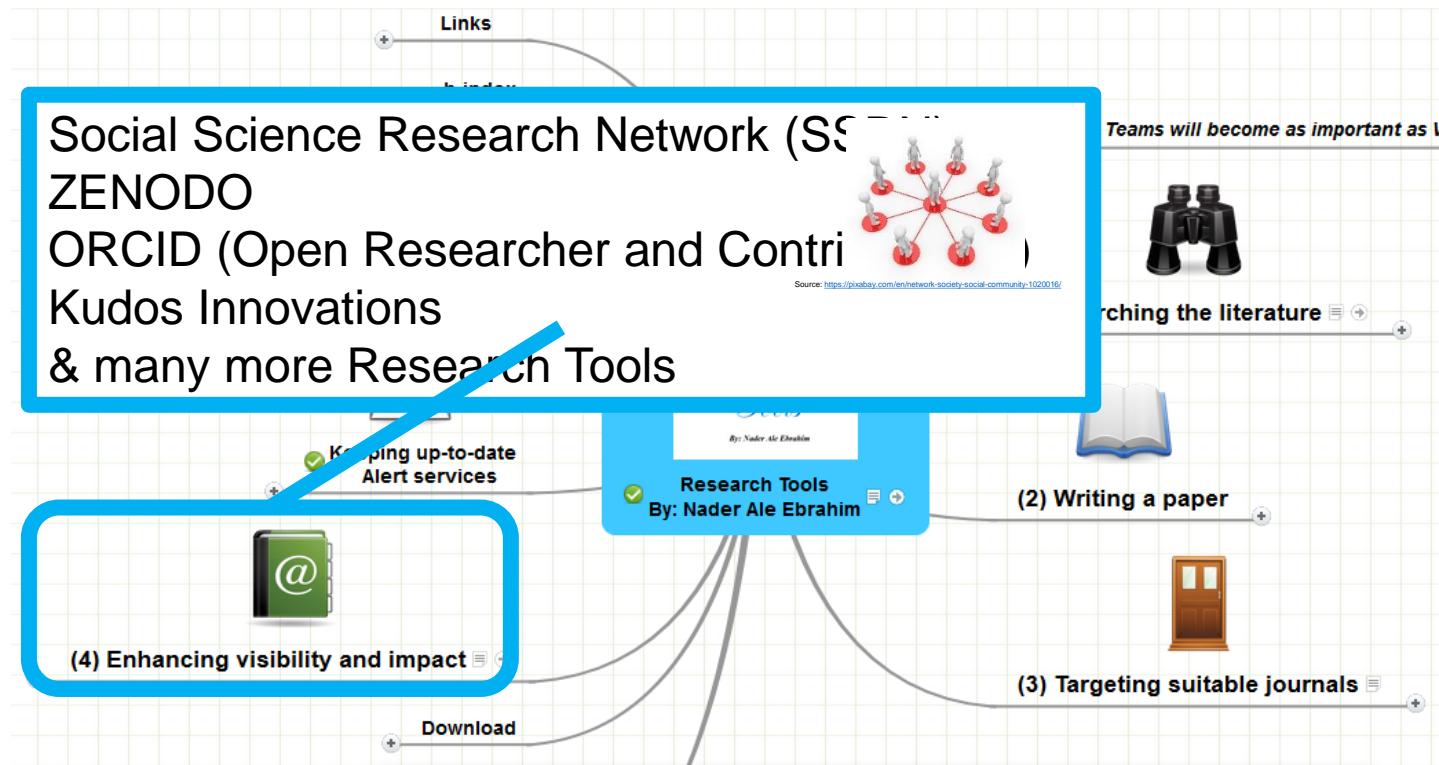 Links
h-index
Social Science Research Network (SSRN)
ZENODO
ORCID (Open Researcher and Contri
Kudos Innovations
& many more Research Tools
Source: https://pixabay.com/en/network-society-social-community-1020016/
Teams will become as important as
rching the literature
Tools
By: Nader Ale Ebrahim
Research Tools
By: Nader Ale Ebrahim
Keeping up-to-date
Alert services
(2) Writing a paper
@
(4) Enhancing visibility and impact
(3) Targeting suitable journals
Download